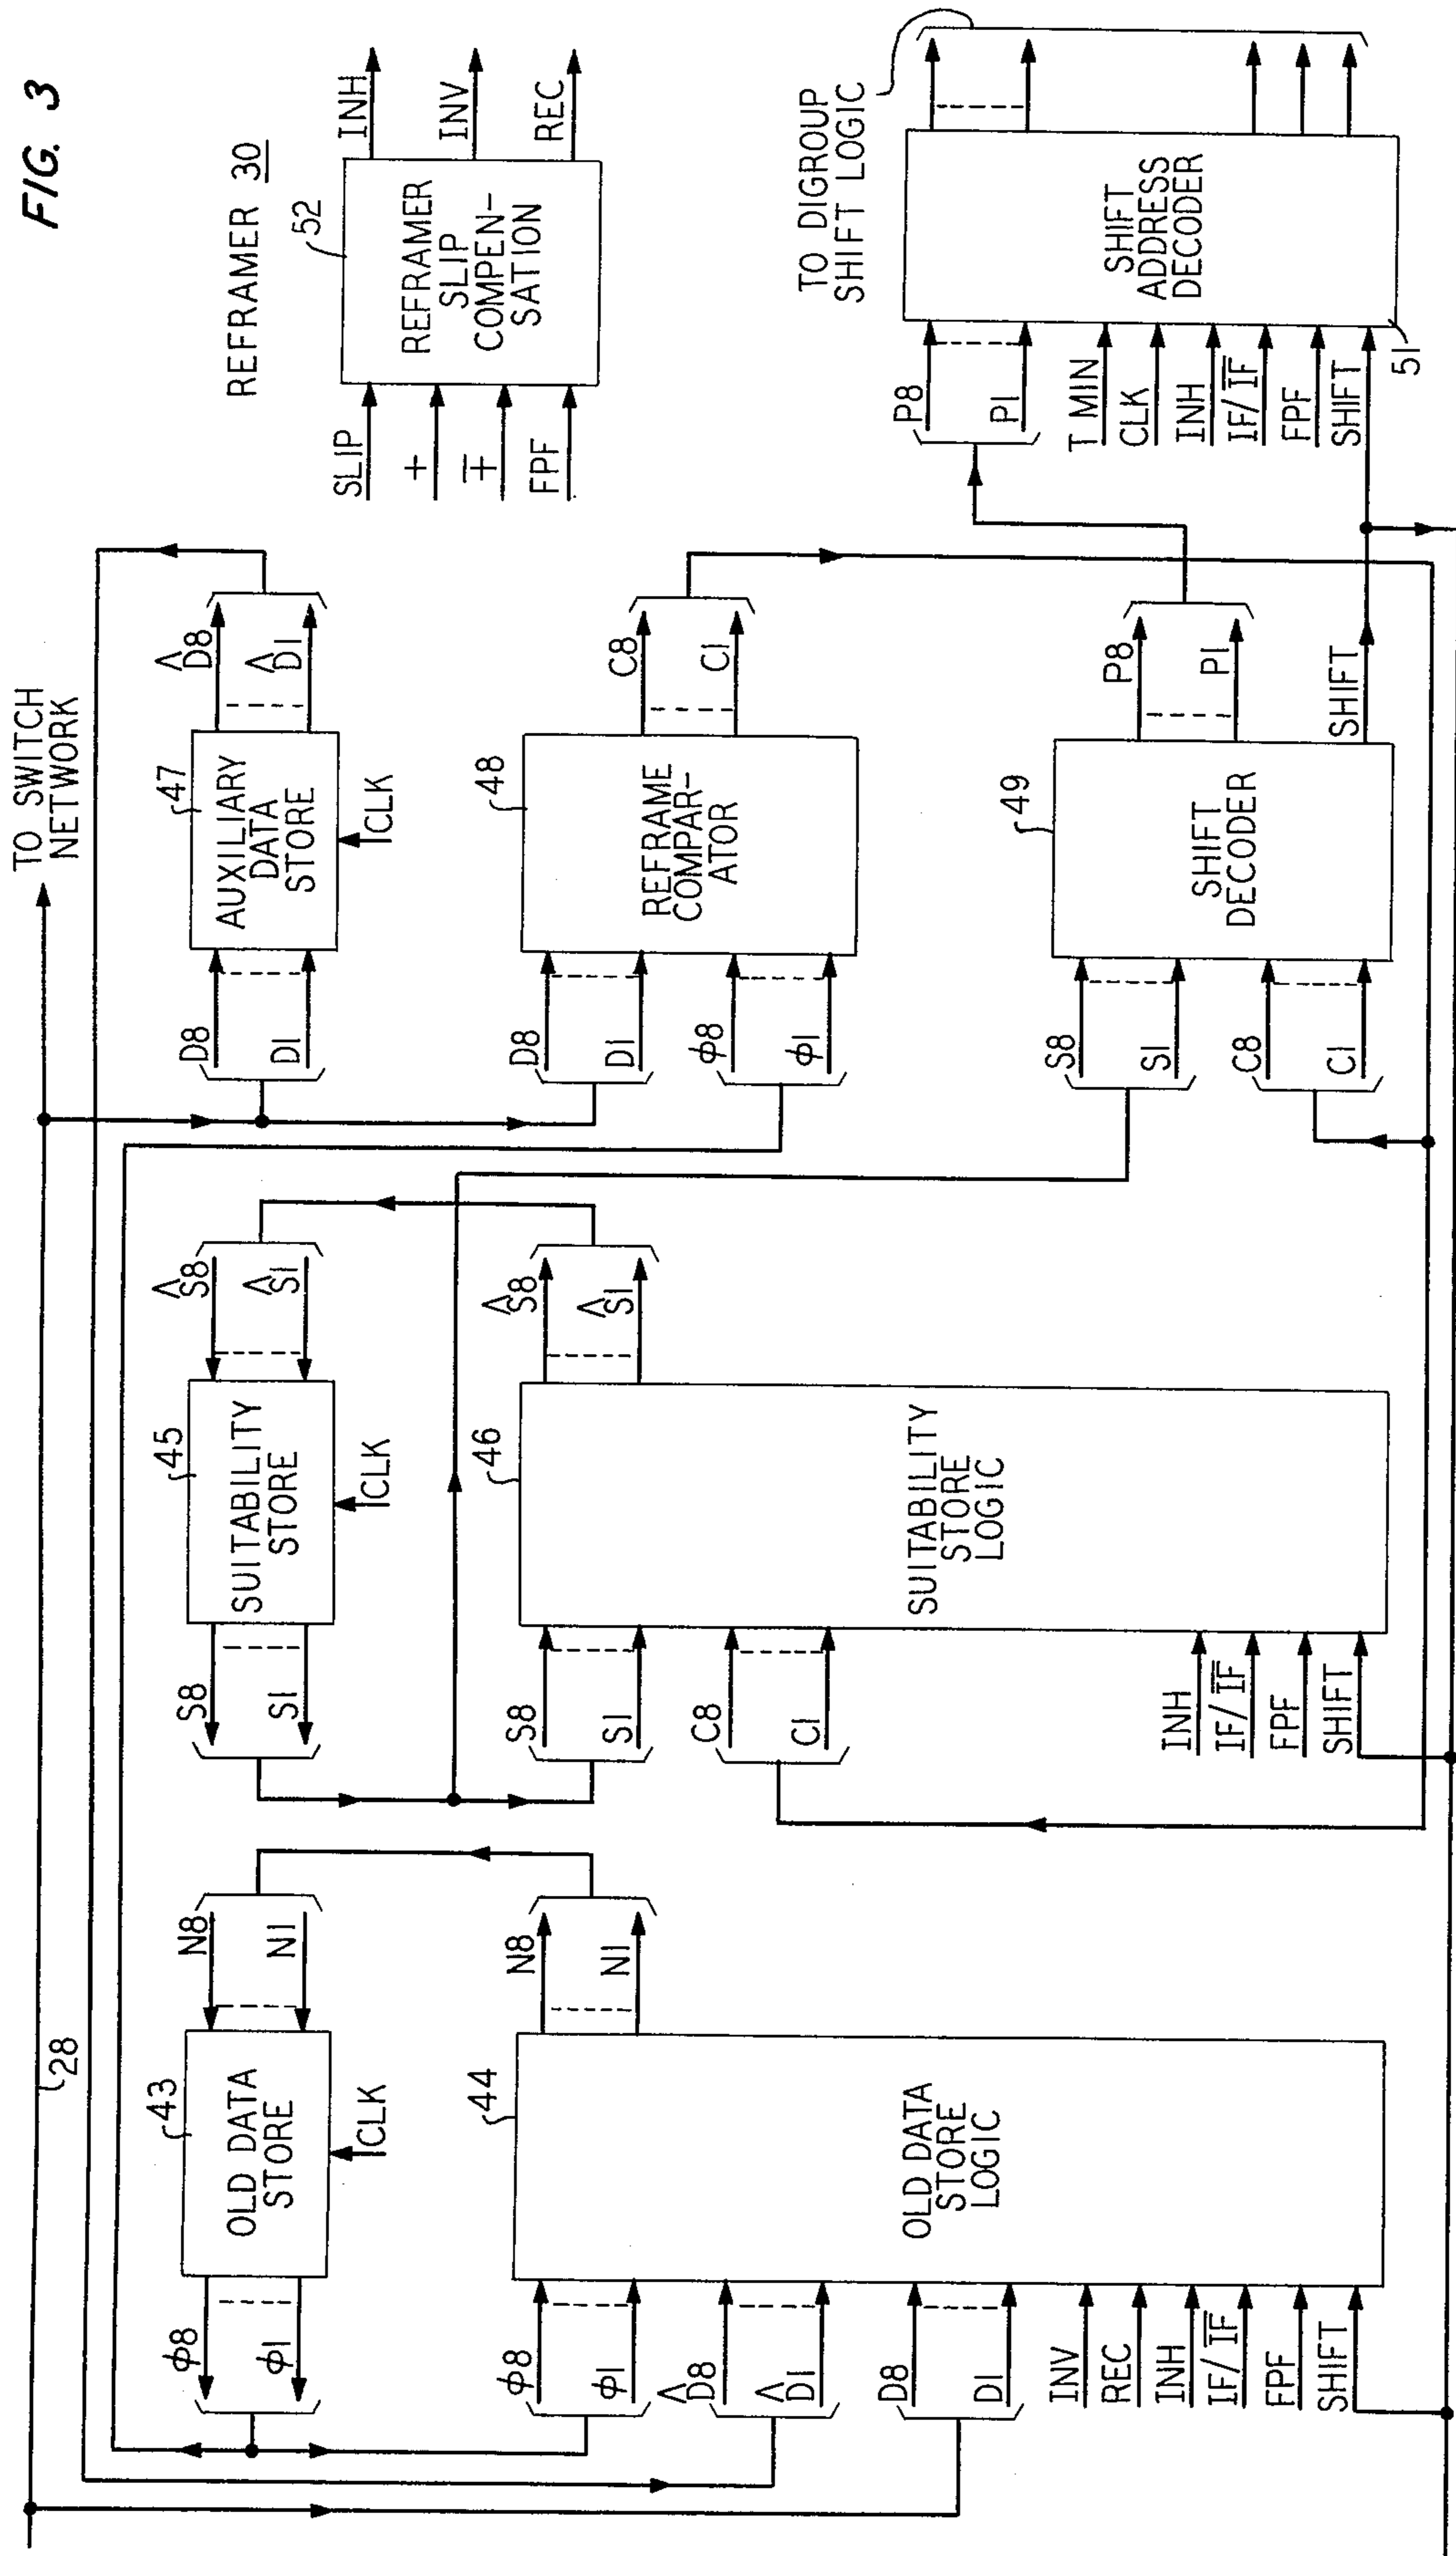 FIG. 3
TO SWITCH
NETWORK
28
REFRAMER 30
43
OLD DATA
STORE
CLK
ϕ8
ϕ1
N8
N1
45
SUITABILITY
STORE
CLK
S8
S1
Ŝ8
Ŝ1
47
AUXILIARY
DATA
STORE
CLK
D8
D1
D̂8
D̂1
52
REFRAMER
SLIP
COMPEN-
SATION
SLIP
+
+̅
FPF
INH
INV
REC
44
OLD DATA
STORE
LOGIC
ϕ8
ϕ1
D̂8
D̂1
D8
D1
INV
REC
INH
IF/I̅F̅
FPF
SHIFT
N8
N1
46
SUITABILITY
STORE
LOGIC
S8
S1
C8
C1
INH
IF/I̅F̅
FPF
SHIFT
Ŝ8
Ŝ1
48
REFRAME
COMPAR-
ATOR
D8
D1
ϕ8
ϕ1
C8
C1
49
SHIFT
DECODER
S8
S1
C8
C1
P8
P1
SHIFT
TO DIGROUP
SHIFT LOGIC
SHIFT
ADDRESS
DECODER
51
P8
P1
T MIN
CLK
INH
IF/I̅F̅
FPF
SHIFT